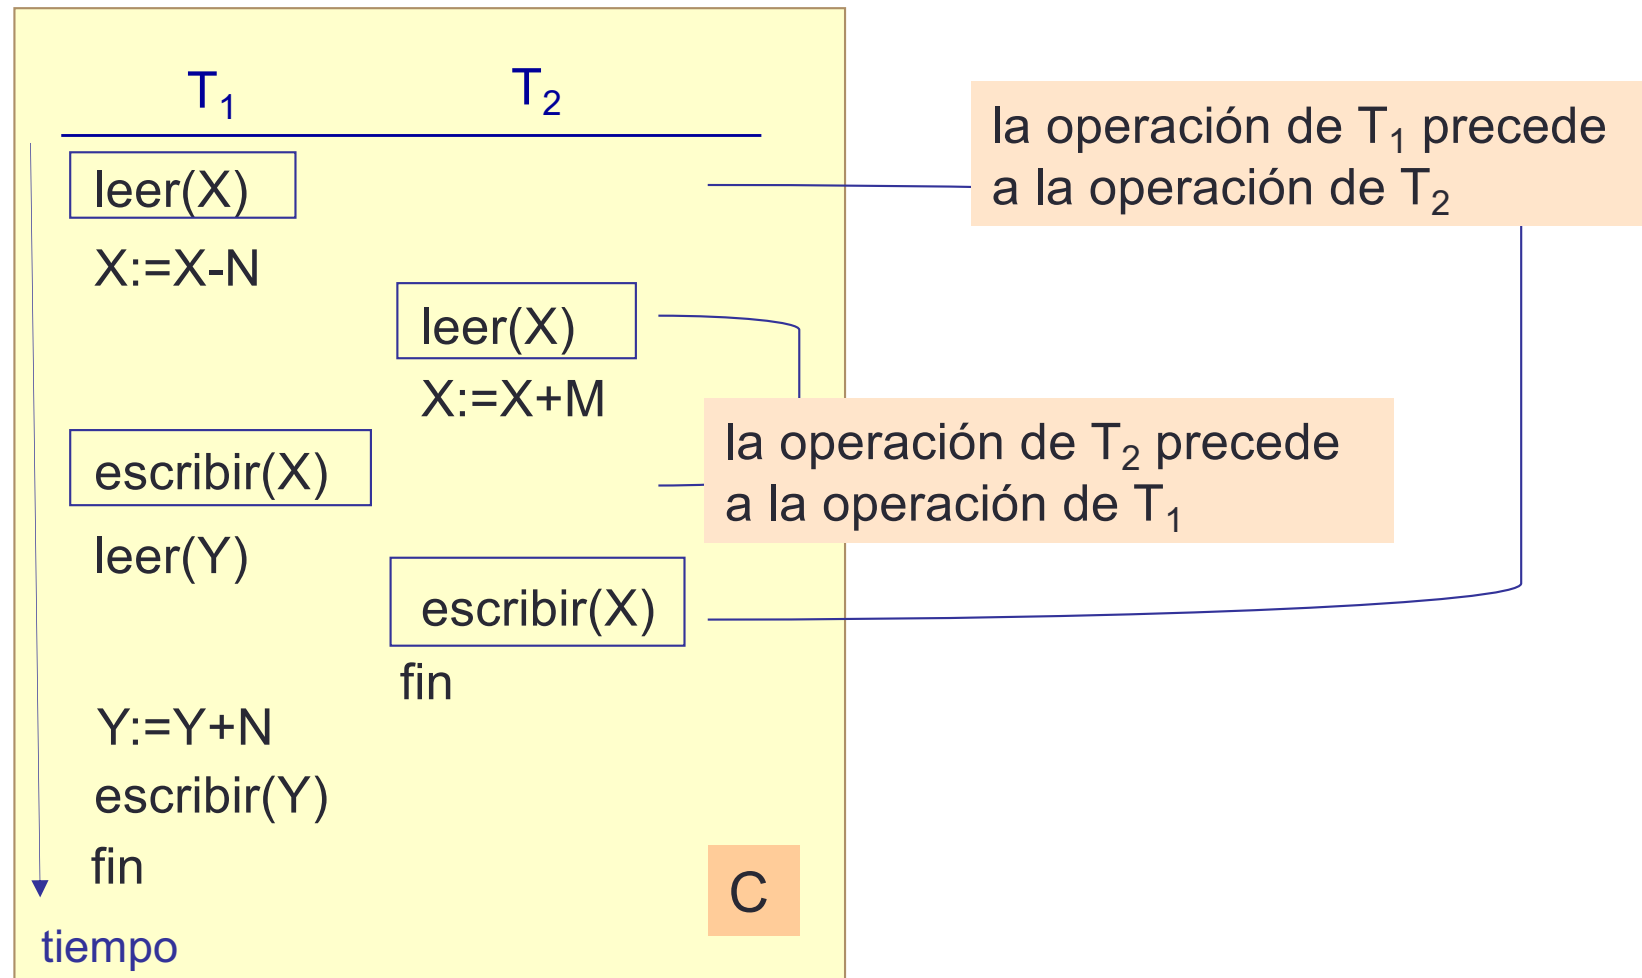 T₁ T₂
la operación de T₁ precede
a la operación de T₂
leer(X)
X:=X-N
leer(X)
X:=X+M
la operación de T₂ precede
a la operación de T₁
escribir(X)
leer(Y)
escribir(X)
fin
Y:=Y+N
escribir(Y)
fin
C
tiempo